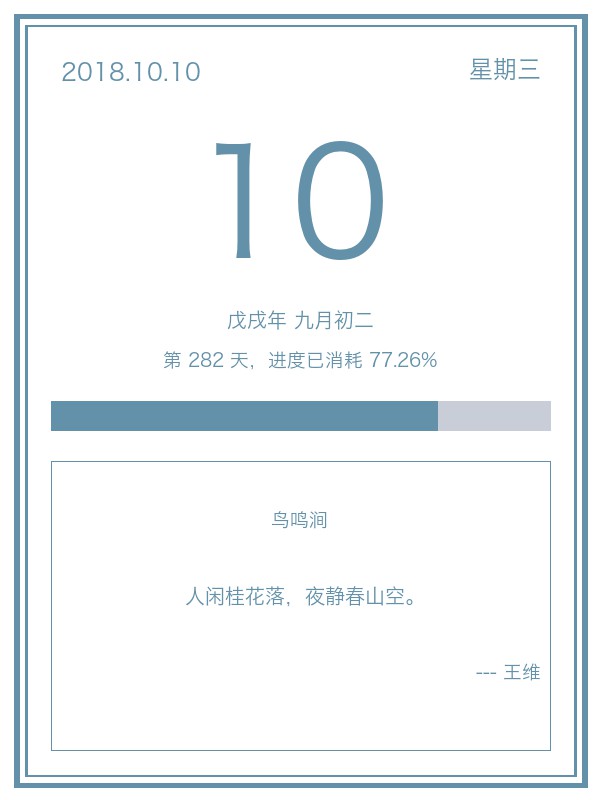 2018.10.10 星期三
10
戊戌年 九月初二
第 282 天，进度已消耗 77.26%
鸟鸣涧
人闲桂花落，夜静春山空。
--- 王维